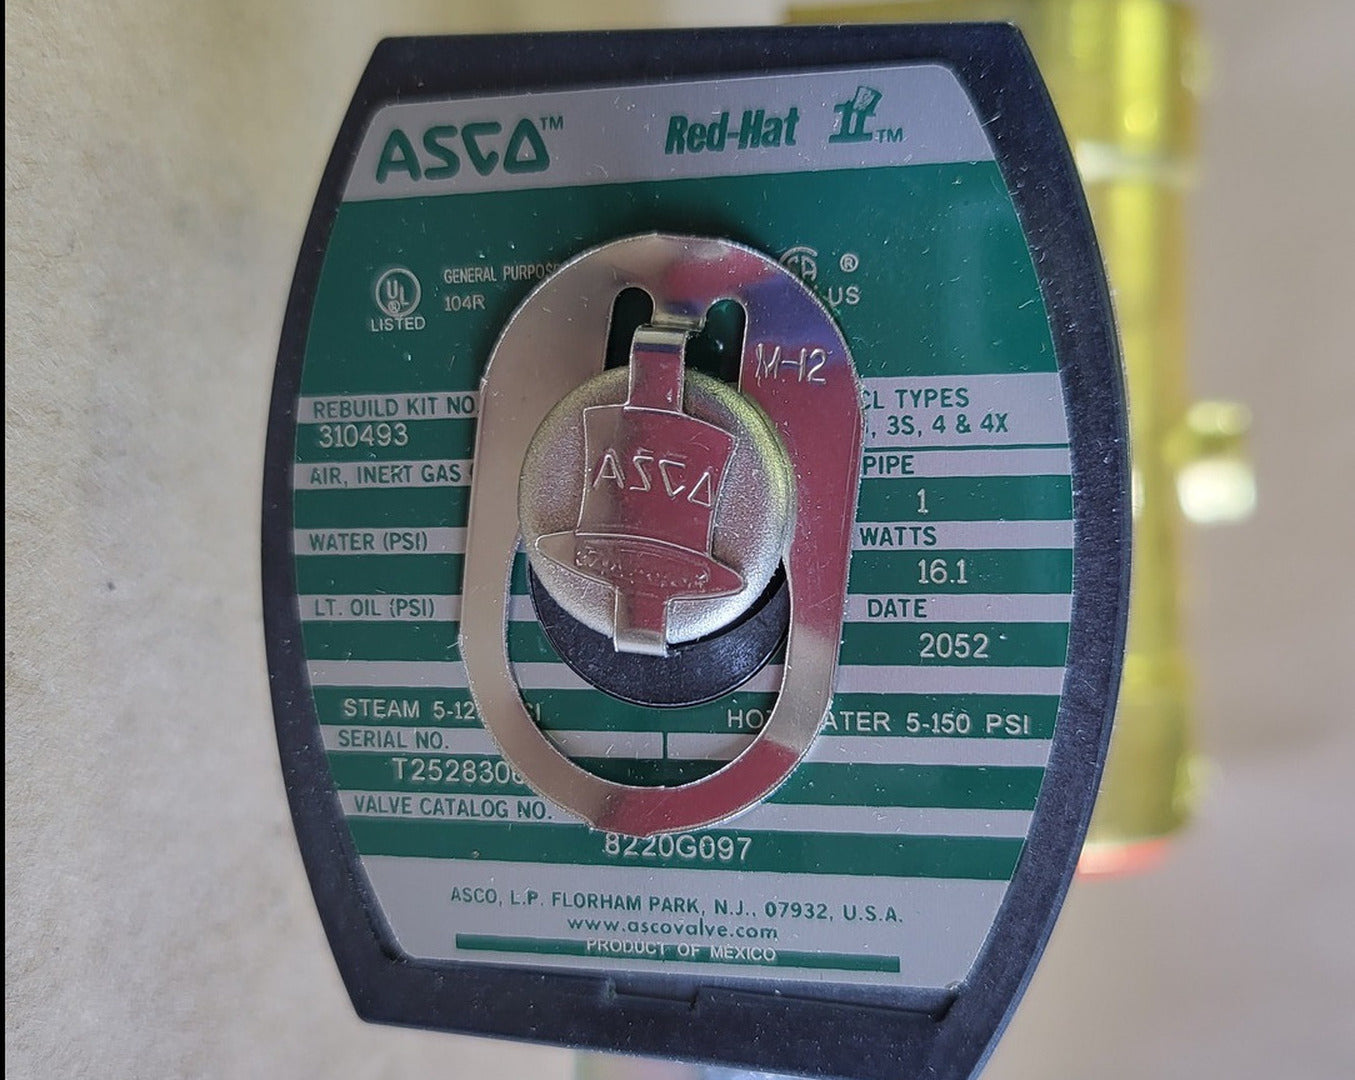 ASCO™ Red-Hat II™
UL LISTED
GENERAL PURPOSE
104R
® US
M-12
REBUILD KIT NO.
310493
TYPES
3S, 4 & 4X
AIR, INERT GAS
PIPE
1
ASCO
WATER (PSI)
WATTS
16.1
LT. OIL (PSI)
DATE
2052
STEAM
HOT WATER 5-150 PSI
SERIAL NO.
VALVE CATALOG NO.
8220G097
ASCO, L.P. FLORHAM PARK, N.J., 07932, U.S.A.
www.ascovalve.com
PRODUCT OF MEXICO